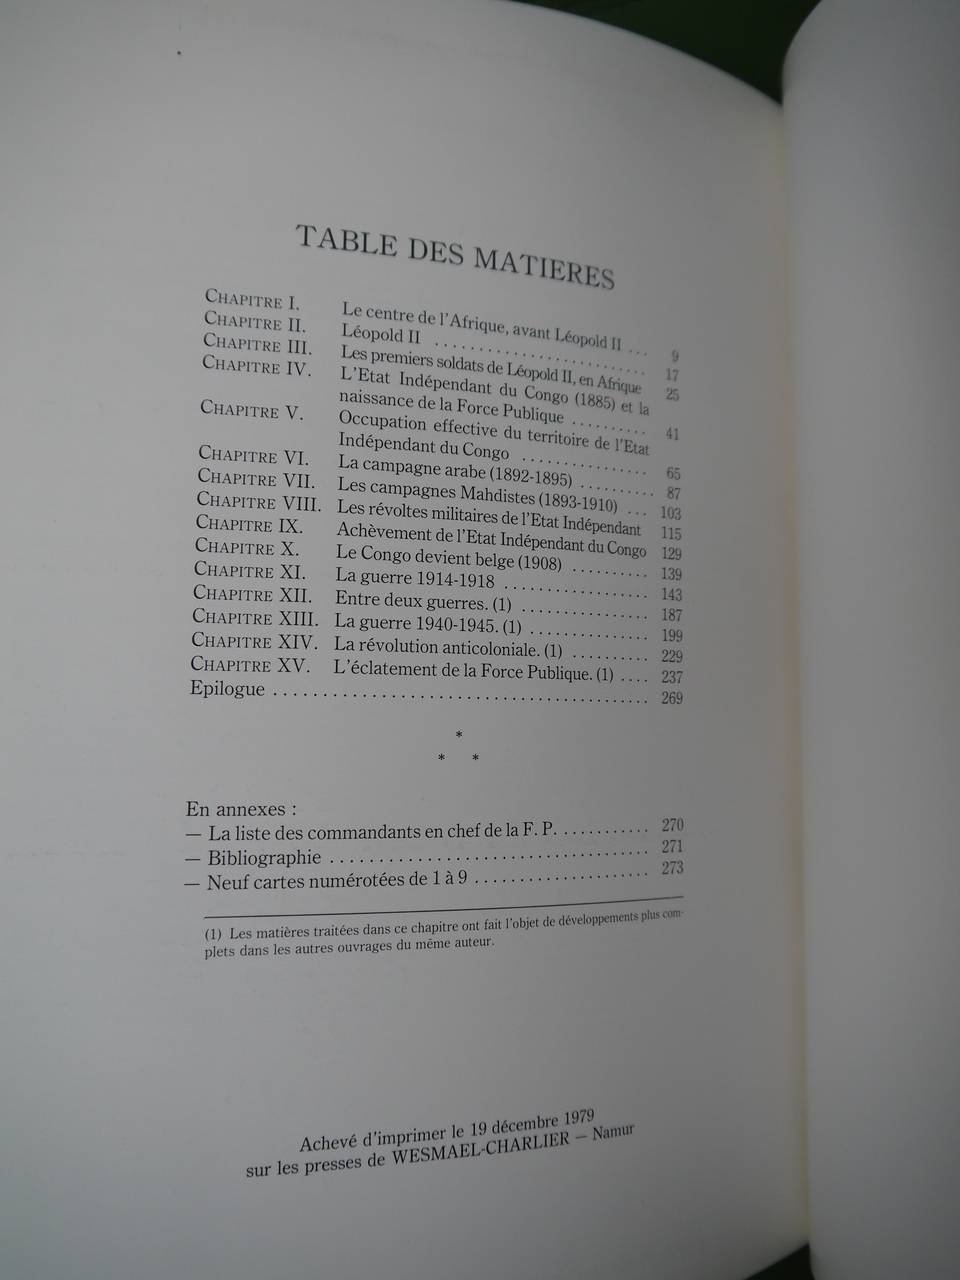 TABLE DES MATIERES
CHAPITRE I. Le centre de l'Afrique, avant Léopold II ... 9
CHAPITRE II. Léopold II ........................ 17
CHAPITRE III. Les premiers soldats de Léopold II, en Afrique 25
CHAPITRE IV. L'Etat Indépendant du Congo (1885) et la
naissance de la Force Publique .......... 41
CHAPITRE V. Occupation effective du territoire de l'Etat
Indépendant du Congo ................ 65
CHAPITRE VI. La campagne arabe (1892-1895) .......... 87
CHAPITRE VII. Les campagnes Mahdistes (1893-1910) ... 103
CHAPITRE VIII. Les révoltes militaires de l'Etat Indépendant 115
CHAPITRE IX. Achèvement de l'Etat Indépendant du Congo 129
CHAPITRE X. Le Congo devient belge (1908) .......... 139
CHAPITRE XI. La guerre 1914-1918 .................. 143
CHAPITRE XII. Entre deux guerres. (1) ................ 187
CHAPITRE XIII. La guerre 1940-1945. (1) ............... 199
CHAPITRE XIV. La révolution anticoloniale. (1) .......... 229
CHAPITRE XV. L'éclatement de la Force Publique. (1) .... 237
Epilogue ........................................ 269
*
* *
En annexes :
— La liste des commandants en chef de la F. P. ........... 270
— Bibliographie .................................. 271
— Neuf cartes numérotées de 1 à 9 .................... 273
(1) Les matières traitées dans ce chapitre ont fait l'objet de développements plus com-
plets dans les autres ouvrages du même auteur.
Achevé d'imprimer le 19 décembre 1979
sur les presses de WESMAEL-CHARLIER — Namur